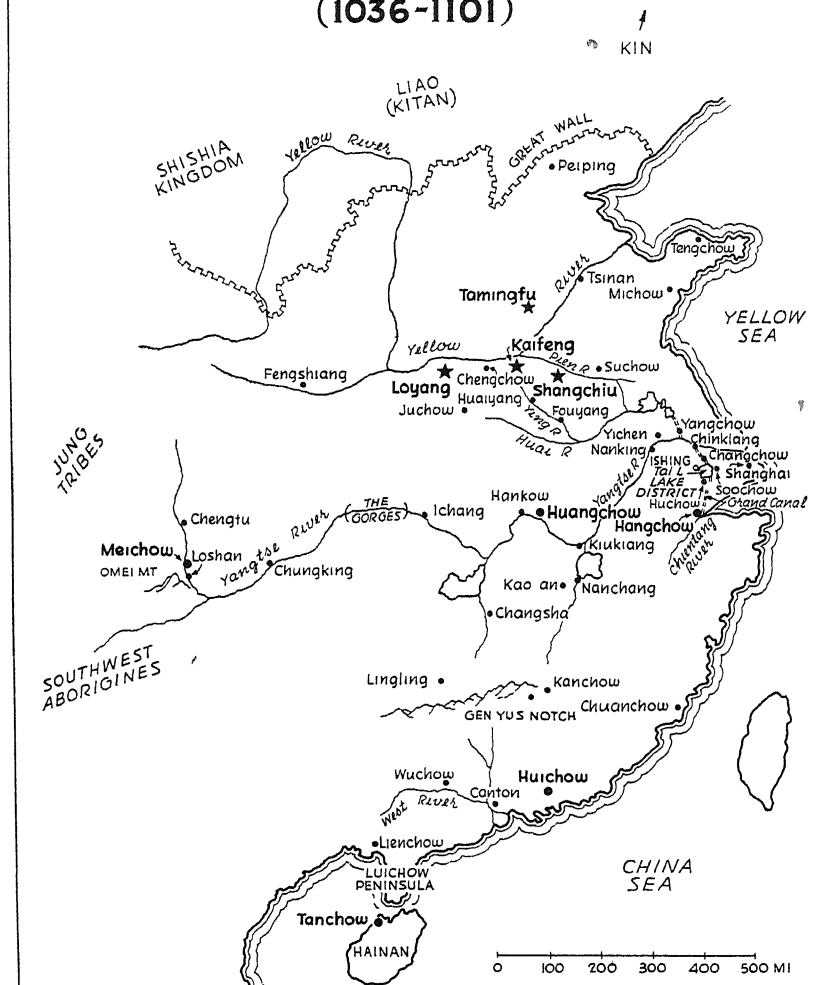 (1036-1101)
KIN
LIAO
(KITAN)
GREAT WALL
SHISHIA
KINGDOM
Yellow River
Peiping
Tengchow
River
Tsinan
Michow
Tamingfu
YELLOW
SEA
Kaifeng
Yellow
Pien R
Suchow
Fengshiang
Loyang
Chengchow
Shangchiu
Huaiyang
Juchow
Ying R
Fouyang
Huai R
Yangchow
Yichen
Chinkiang
Nanking
Changchow
JUNG
TRIBES
ISHING
Tai L
Shanghai
LAKE
DISTRICT
Soochow
Yangtse R
Huchow
Grand Canal
Hankow
Huangchow
Hangchow
THE
GORGES
Ichang
Chengtu
Chientang
River
Kiukiang
Meichow
Loshan
Yangtse River
OMEI MT
Chungking
Kao an
Nanchang
Changsha
SOUTHWEST
ABORIGINES
Lingling
Kanchow
GEN YUS NOTCH
Chuanchow
Wuchow
Huichow
Canton
West River
Lienchow
LUICHOW
PENINSULA
CHINA
SEA
Tanchow
HAINAN
0 100 200 300 400 500 MI